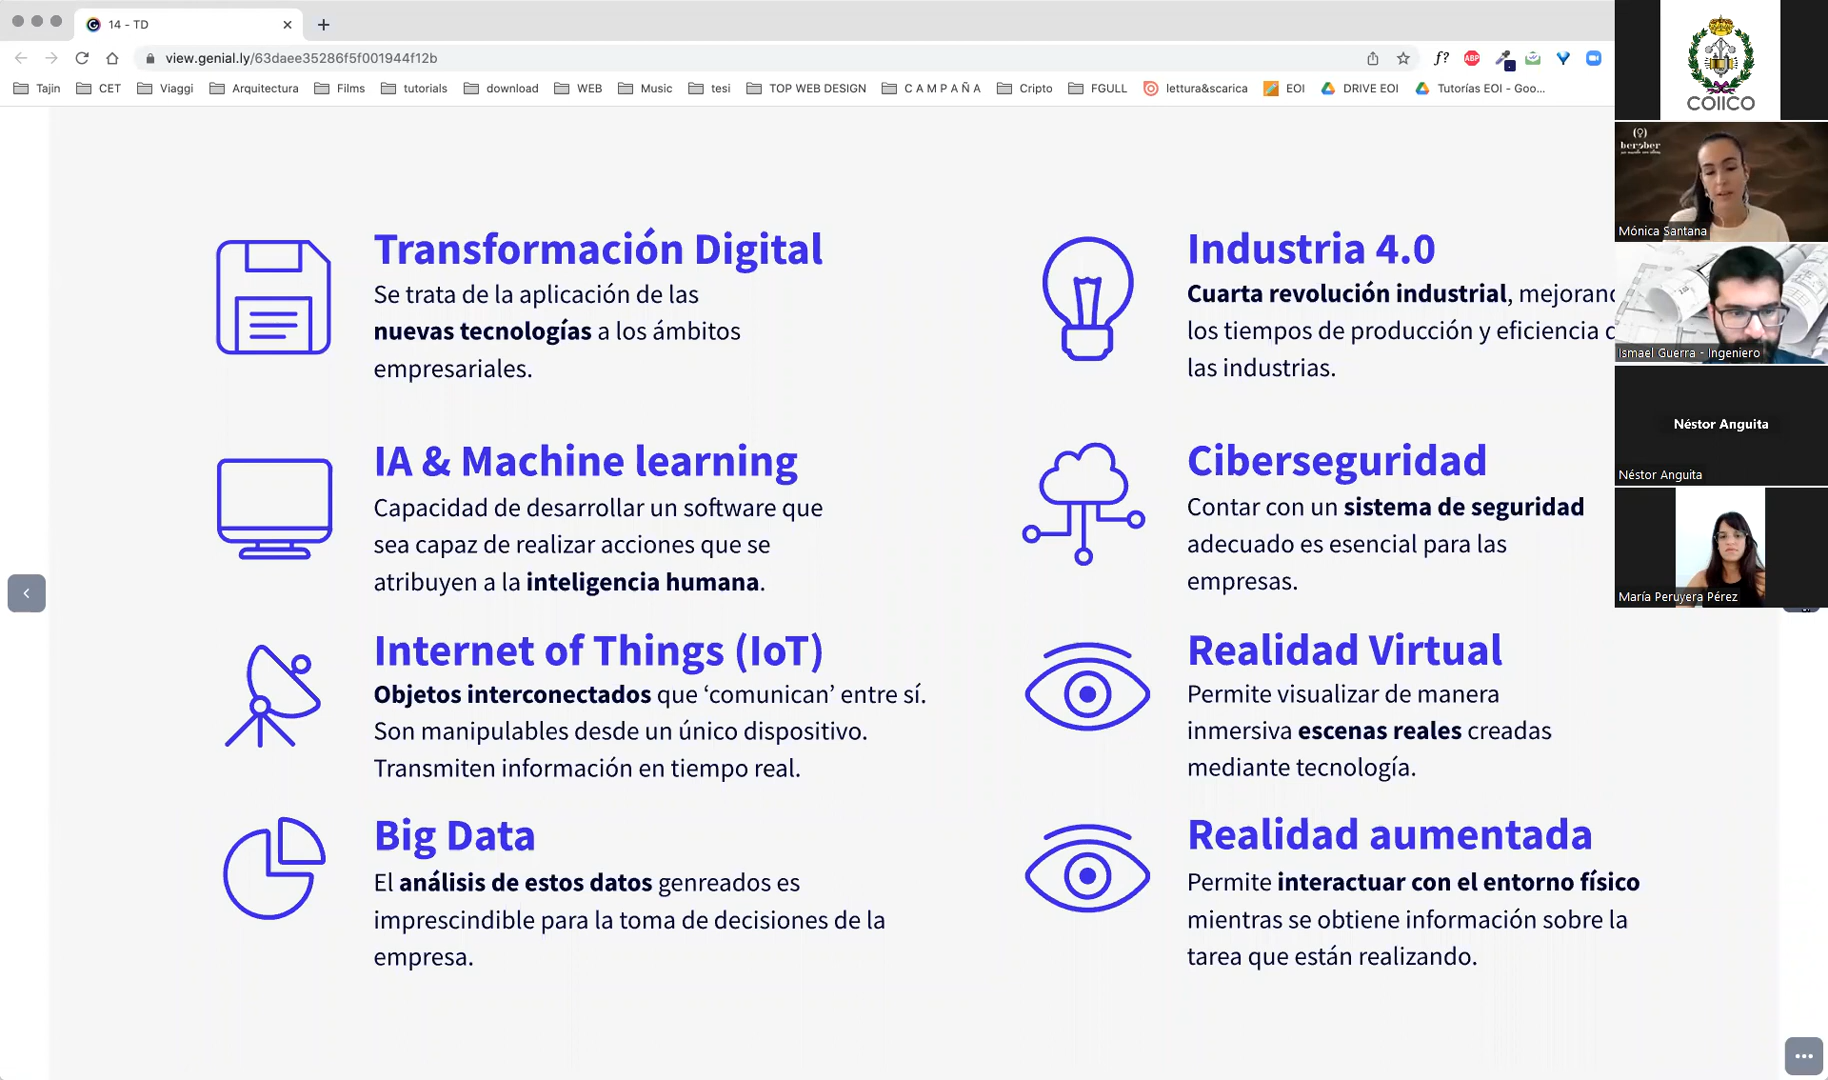 14 - TD
view.genial.ly/63daee35286f5f001944f12b
f?
ABP
Tajin
CET
Viaggi
Arquitectura
Films
tutorials
download
WEB
Music
tesi
TOP WEB DESIGN
C A M P A Ñ A
Cripto
FGULL
lettura&scarica
EOI
DRIVE EOI
Tutorías EOI - Goo...
Transformación Digital
Se trata de la aplicación de las
nuevas tecnologías a los ámbitos
empresariales.
IA & Machine learning
Capacidad de desarrollar un software que
sea capaz de realizar acciones que se
atribuyen a la inteligencia humana.
Internet of Things (IoT)
Objetos interconectados que ‘comunican’ entre sí.
Son manipulables desde un único dispositivo.
Transmiten información en tiempo real.
Big Data
El análisis de estos datos genreados es
imprescindible para la toma de decisiones de la
empresa.
Industria 4.0
Cuarta revolución industrial,
los tiempos de producción y eficiencia
las industrias.
Ciberseguridad
Contar con un sistema de seguridad
adecuado es esencial para las
empresas.
Realidad Virtual
Permite visualizar de manera
inmersiva escenas reales creadas
mediante tecnología.
Realidad aumentada
Permite interactuar con el entorno físico
mientras se obtiene información sobre la
tarea que están realizando.
COIICO
Mónica Santana
Ismael Guerra - Ingeniero
Néstor Anguita
Néstor Anguita
María Peruyera Pérez